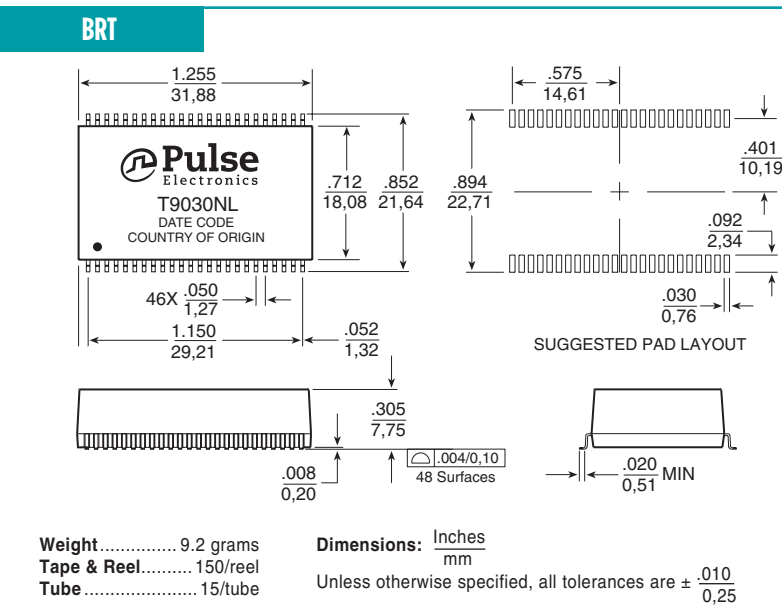 BRT
1.255
31,88
.575
14,61
Pulse
Electronics
T9030NL
DATE CODE
COUNTRY OF ORIGIN
.712
18,08
.852
21,64
.894
22,71
.401
10,19
.092
2,34
46X .050
1,27
.030
0,76
1.150
29,21
.052
1,32
SUGGESTED PAD LAYOUT
.305
7,75
.008
0,20
.004/0,10
48 Surfaces
.020
0,51 MIN
Weight............... 9.2 grams
Tape & Reel.......... 150/reel
Tube...................... 15/tube
Dimensions: Inches
mm
Unless otherwise specified, all tolerances are ± .010
0,25